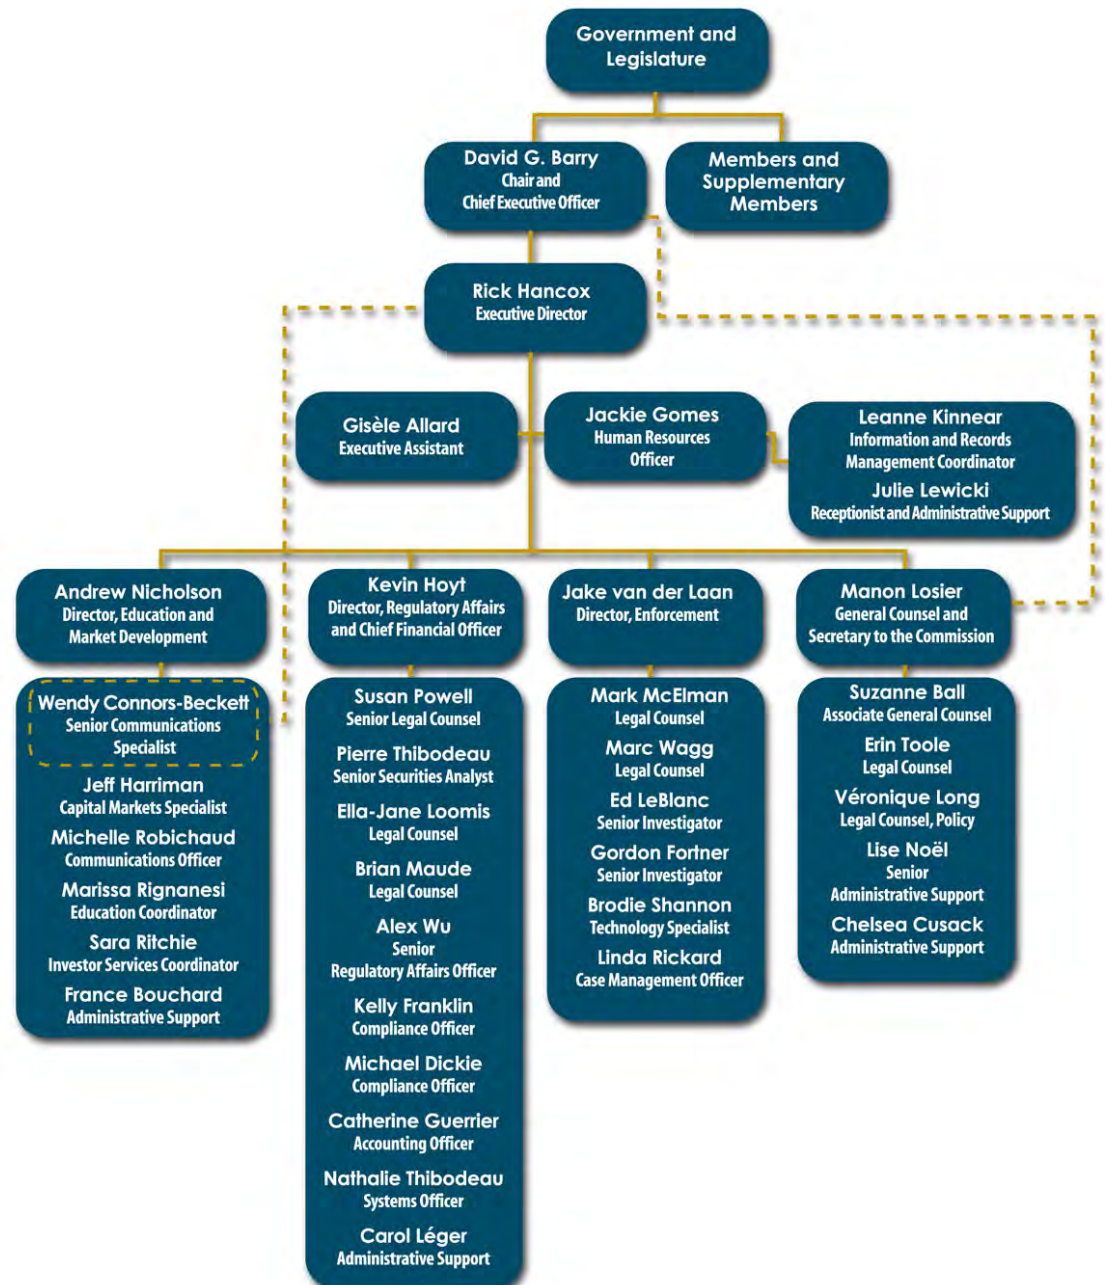 Government and
Legislature
David G. Barry
Chair and
Chief Executive Officer
Members and
Supplementary
Members
Rick Hancox
Executive Director
Gisèle Allard
Executive Assistant
Jackie Gomes
Human Resources
Officer
Leanne Kinnear
Information and Records
Management Coordinator
Julie Lewicki
Receptionist and Administrative Support
Andrew Nicholson
Director, Education and
Market Development
Kevin Hoyt
Director, Regulatory Affairs
and Chief Financial Officer
Jake van der Laan
Director, Enforcement
Manon Losier
General Counsel and
Secretary to the Commission
Wendy Connors-Beckett
Senior Communications
Specialist
Jeff Harriman
Capital Markets Specialist
Michelle Robichaud
Communications Officer
Marissa Rignanesi
Education Coordinator
Sara Ritchie
Investor Services Coordinator
France Bouchard
Administrative Support
Susan Powell
Senior Legal Counsel
Pierre Thibodeau
Senior Securities Analyst
Ella-Jane Loomis
Legal Counsel
Brian Maude
Legal Counsel
Alex Wu
Senior
Regulatory Affairs Officer
Kelly Franklin
Compliance Officer
Michael Dickie
Compliance Officer
Catherine Guerrier
Accounting Officer
Nathalie Thibodeau
Systems Officer
Carol Léger
Administrative Support
Mark McElman
Legal Counsel
Marc Wagg
Legal Counsel
Ed LeBlanc
Senior Investigator
Gordon Fortner
Senior Investigator
Brodie Shannon
Technology Specialist
Linda Rickard
Case Management Officer
Suzanne Ball
Associate General Counsel
Erin Toole
Legal Counsel
Véronique Long
Legal Counsel, Policy
Lise Noël
Senior
Administrative Support
Chelsea Cusack
Administrative Support